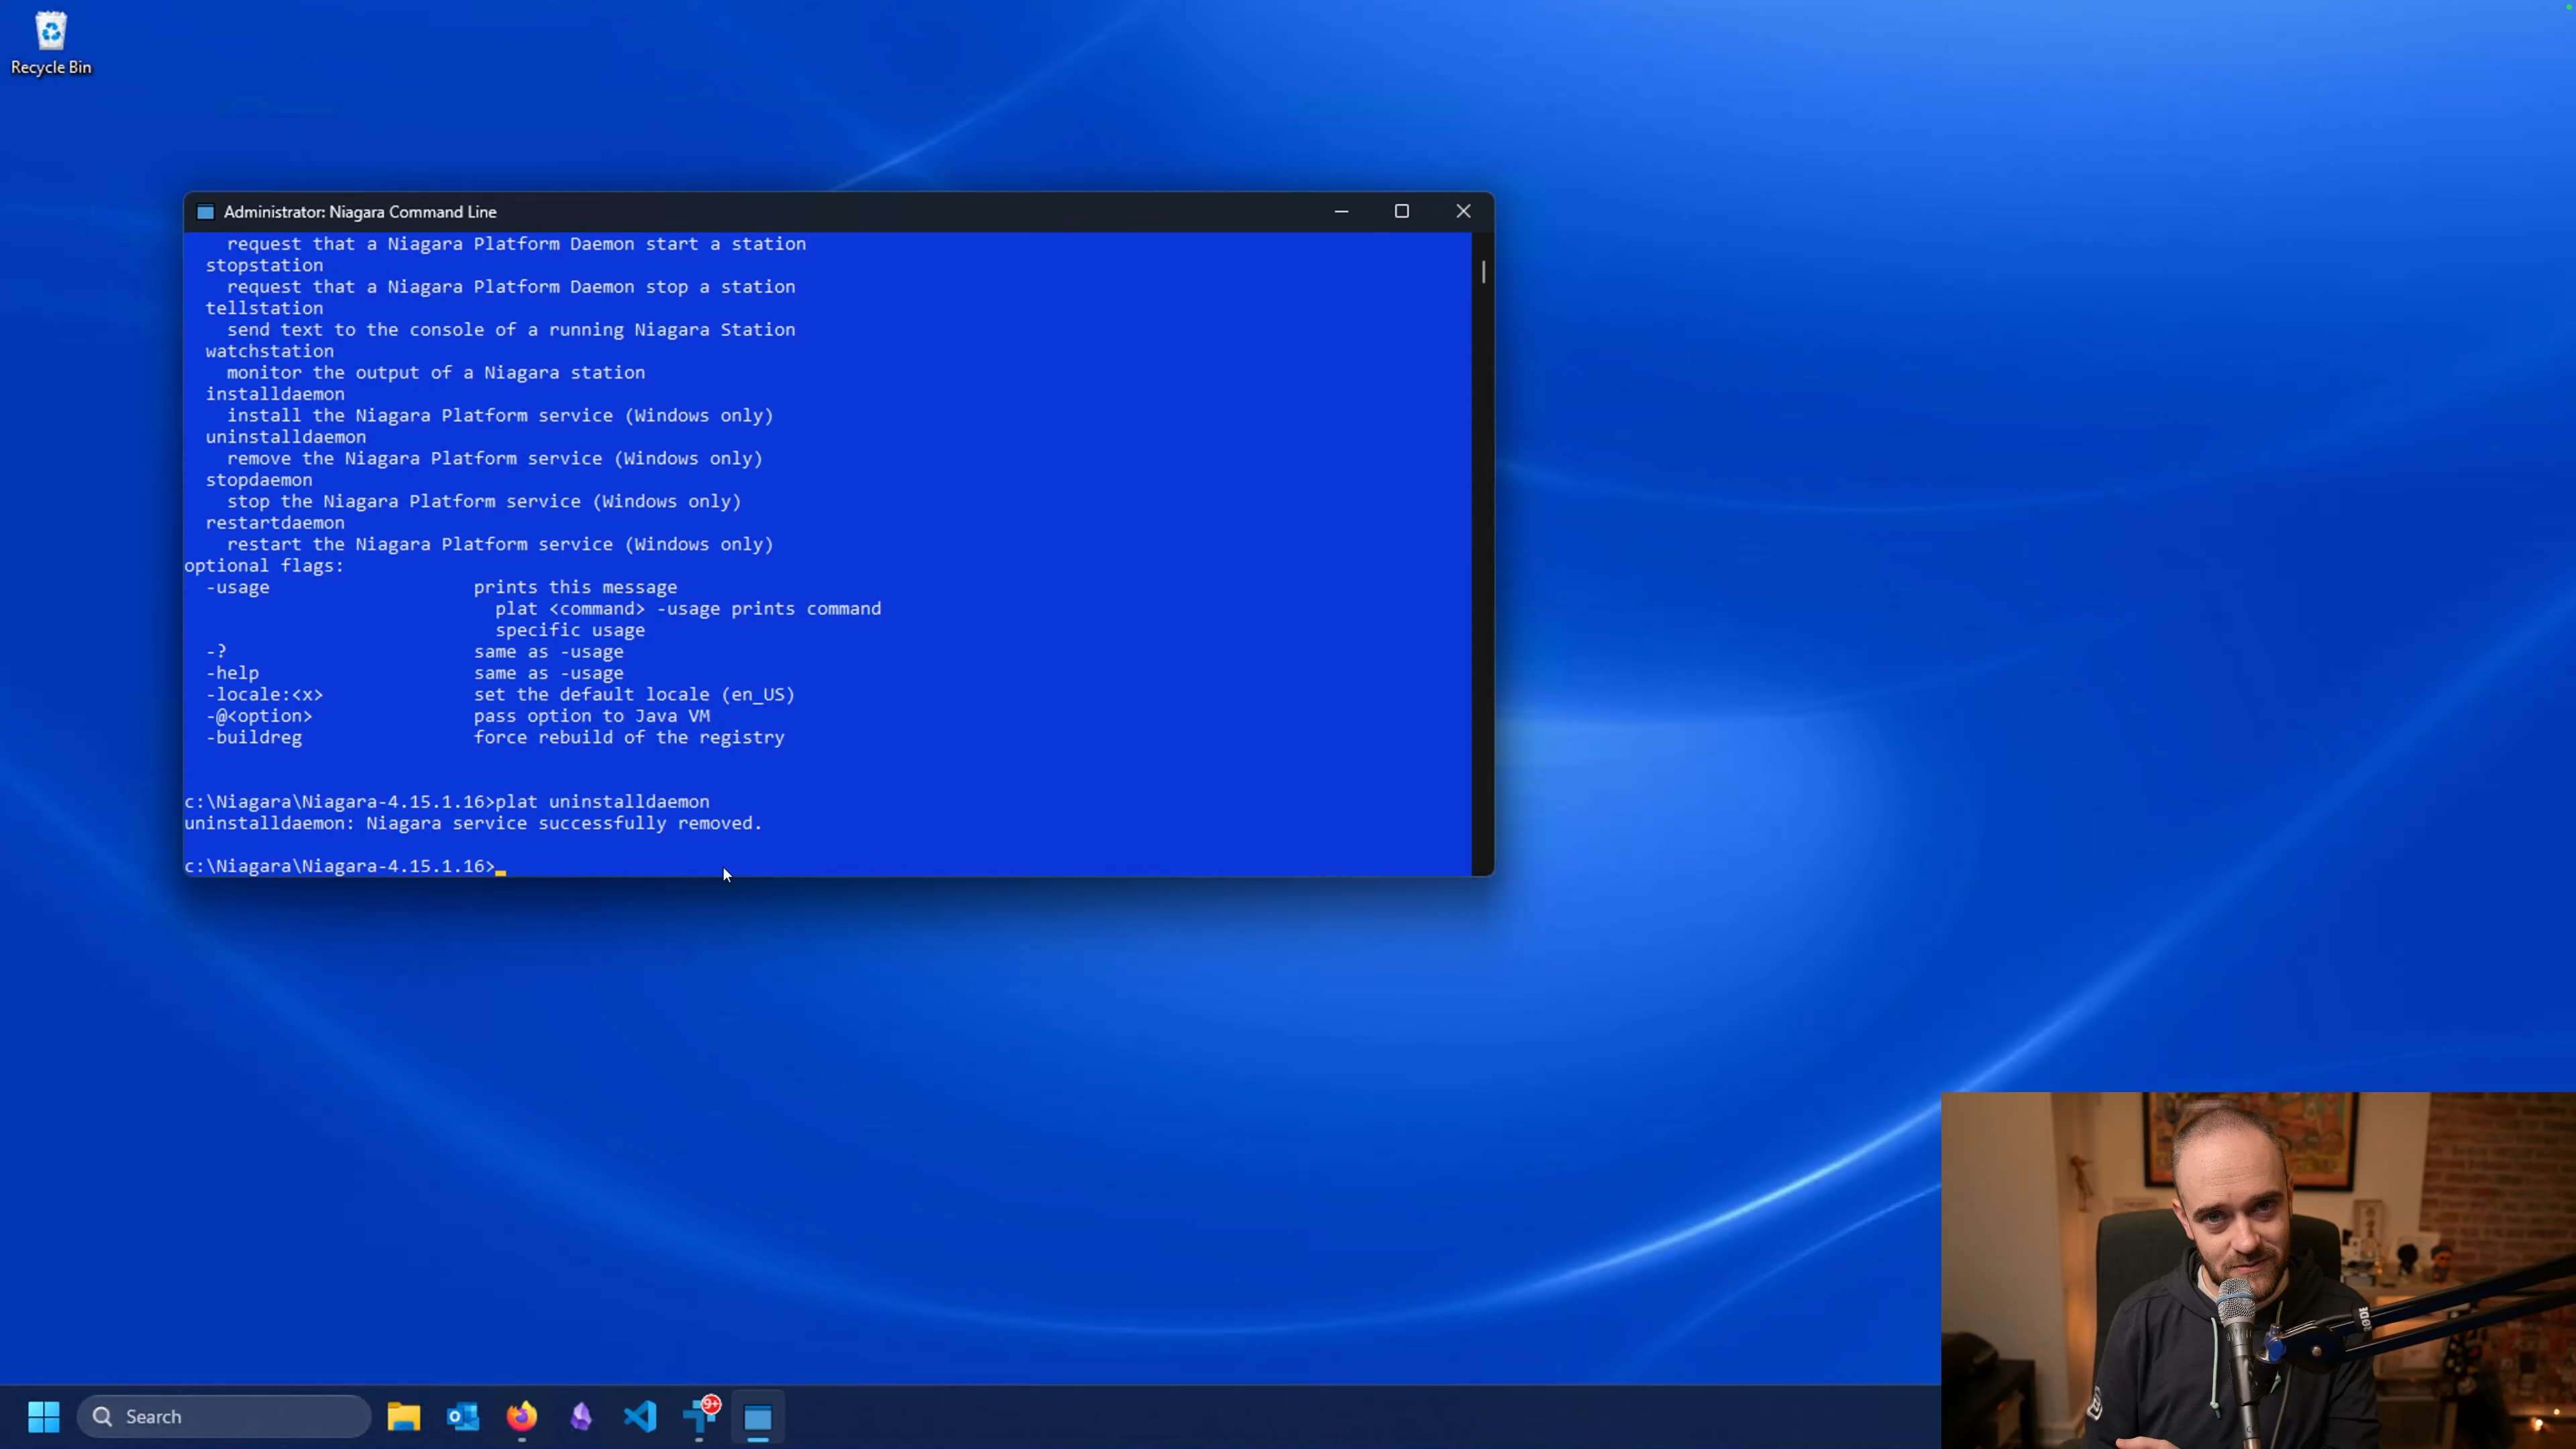 Recycle Bin
Administrator: Niagara Command Line
request that a Niagara Platform Daemon start a station
stopstation
request that a Niagara Platform Daemon stop a station
tellstation
send text to the console of a running Niagara Station
watchstation
monitor the output of a Niagara station
installdaemon
install the Niagara Platform service (Windows only)
uninstalldaemon
remove the Niagara Platform service (Windows only)
stopdaemon
stop the Niagara Platform service (Windows only)
restartdaemon
restart the Niagara Platform service (Windows only)
optional flags:
-usage prints this message
plat <command> -usage prints command
specific usage
-? same as -usage
-help same as -usage
-locale:<x> set the default locale (en_US)
-@<option> pass option to Java VM
-buildreg force rebuild of the registry
c:\Niagara\Niagara-4.15.1.16>plat uninstalldaemon
uninstalldaemon: Niagara service successfully removed.
c:\Niagara\Niagara-4.15.1.16>
RØDE
Search
9+